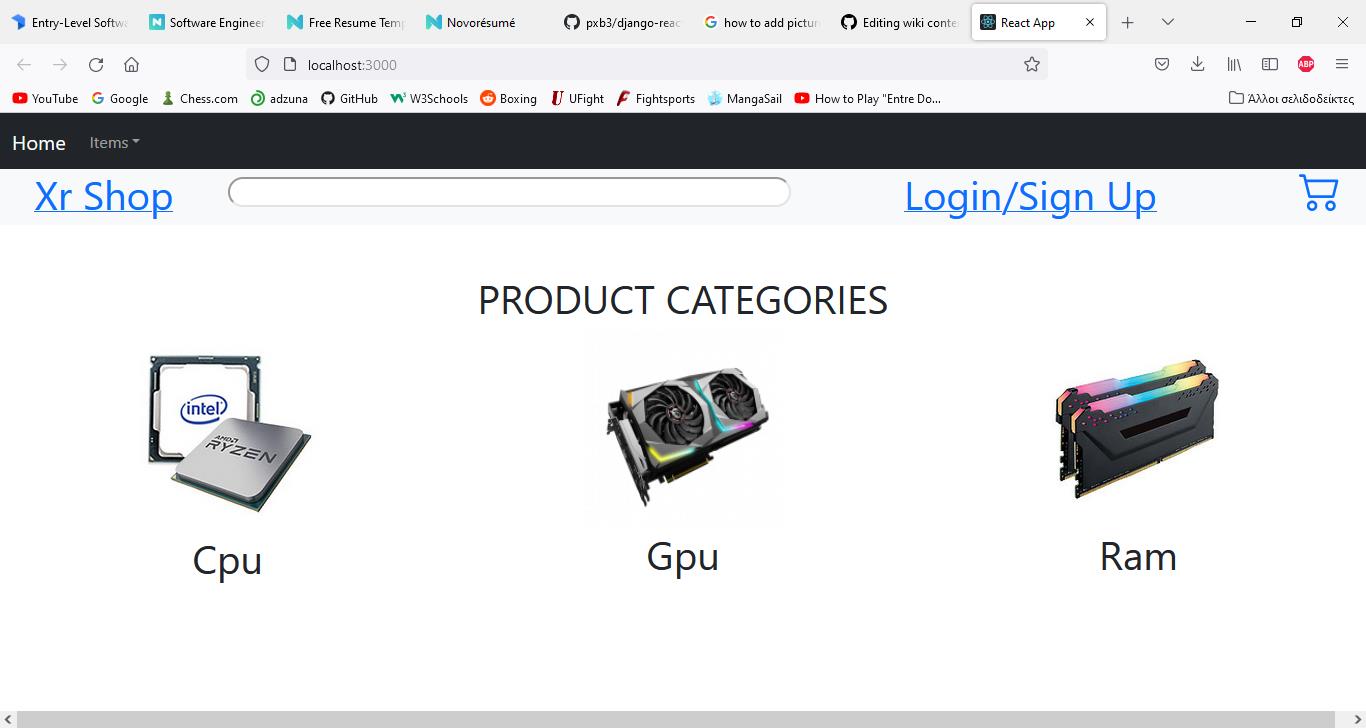 Entry-Level Softwa
Software Engineer
Free Resume Temp
Novorésumé
pxb3/django-reac
how to add pictur
Editing wiki conte
React App
localhost:3000
ABP
YouTube
Google
Chess.com
adzuna
GitHub
W3Schools
Boxing
UFight
Fightsports
MangaSail
How to Play "Entre Do...
Άλλοι σελιδοδείκτες
Home
Items
Xr Shop
Login/Sign Up
PRODUCT CATEGORIES
intel
AMD
RYZEN
Cpu
Gpu
Ram